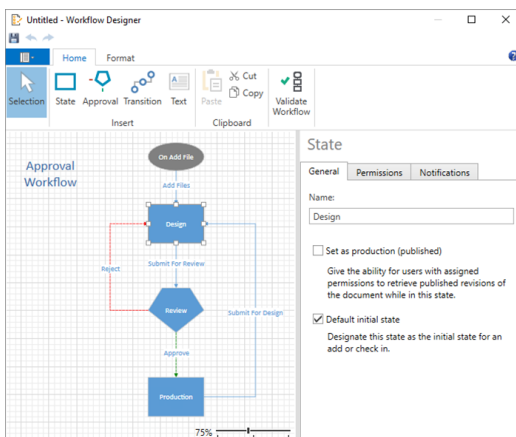 Untitled - Workflow Designer
Home
Format
Selection
State
Approval
Transition
Text
Paste
Cut
Copy
Validate
Workflow
Insert
Clipboard
Approval
Workflow
On Add File
Add Files
Design
Submit For Review
Reject
Review
Submit For Design
Approve
Production
75%
State
General
Permissions
Notifications
Name:
Design
Set as production (published)
Give the ability for users with assigned
permissions to retrieve published revisions of
the document while in this state.
Default initial state
Designate this state as the initial state for an
add or check in.